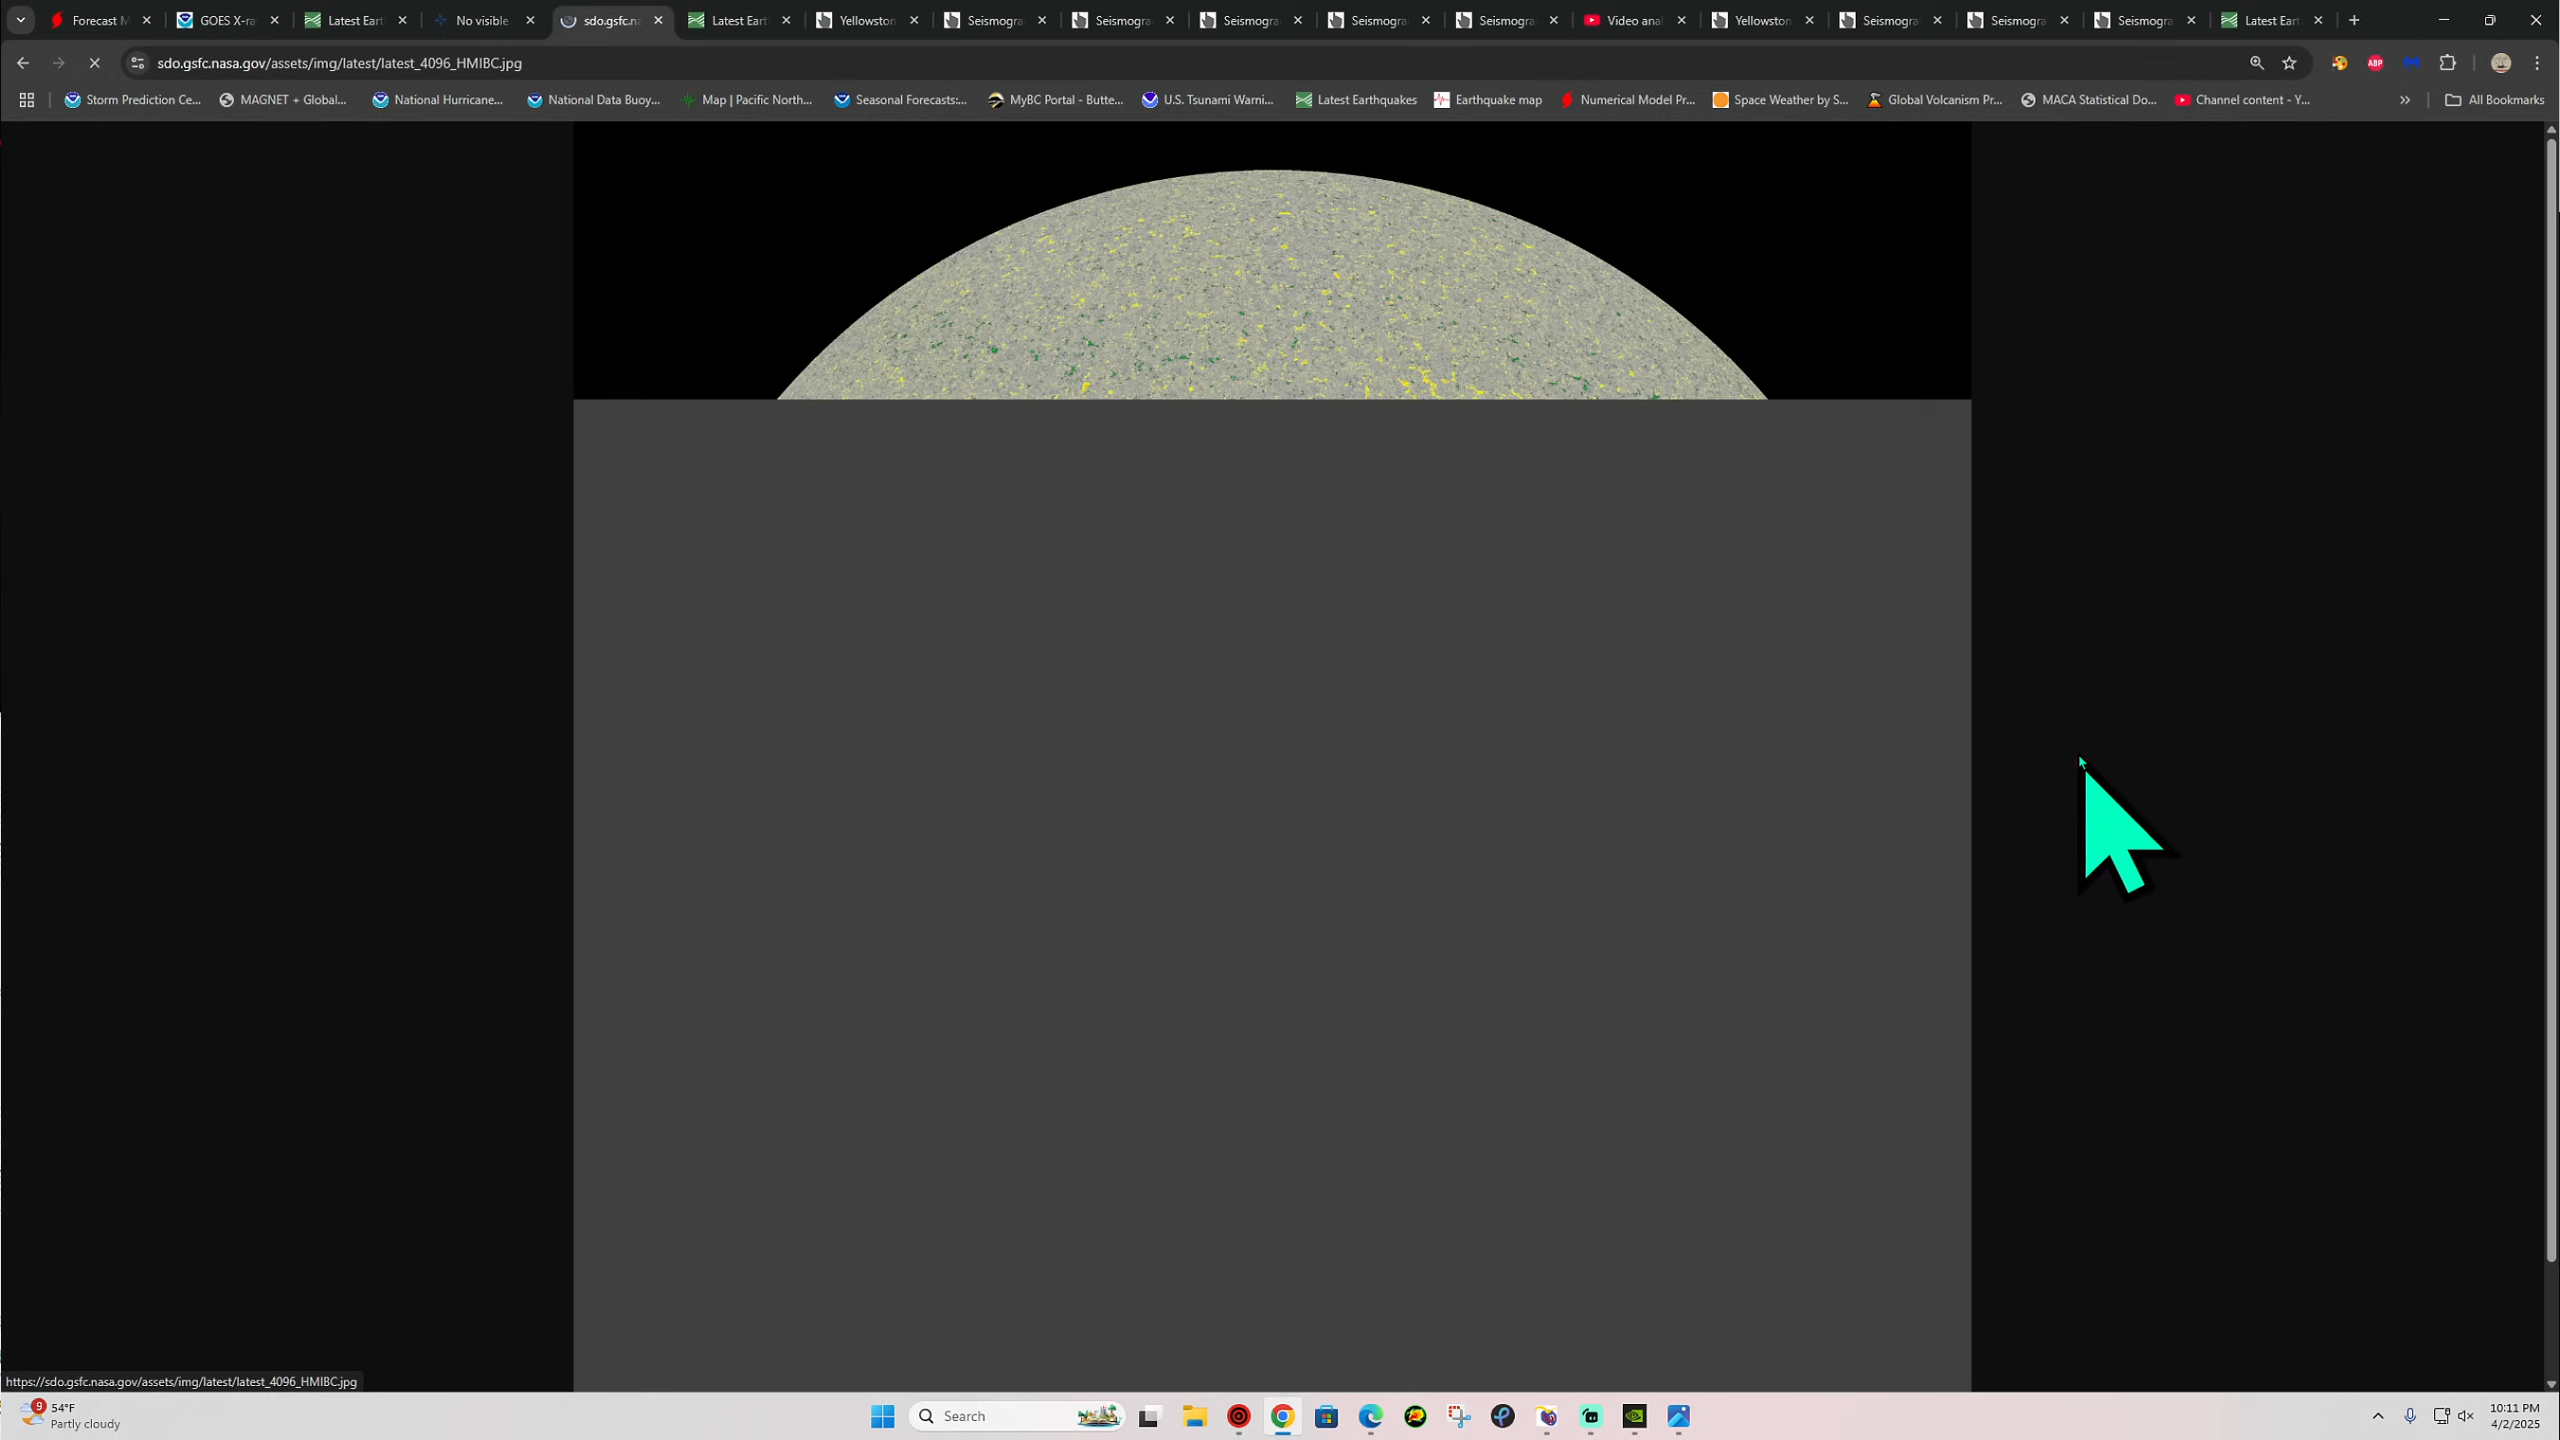 Forecast M GOES X-ra Latest Eart No visible sdo.gsfc.na Latest Eart Yellowston Seismogra Seismogra Seismogra Seismogra Seismogra Video anal Yellowston Seismogra Seismogra Seismogra Latest Eart
sdo.gsfc.nasa.gov/assets/img/latest/latest_4096_HMIBC.jpg
ABP
Storm Prediction Ce... MAGNET + Global... National Hurricane... National Data Buoy... Map | Pacific North... Seasonal Forecasts:... MyBC Portal - Butte... U.S. Tsunami Warni... Latest Earthquakes Earthquake map Numerical Model Pr... Space Weather by S... Global Volcanism Pr... MACA Statistical Do... Channel content - Y... All Bookmarks
https://sdo.gsfc.nasa.gov/assets/img/latest/latest_4096_HMIBC.jpg
9 54°F
Partly cloudy
Search
10:11 PM
4/2/2025